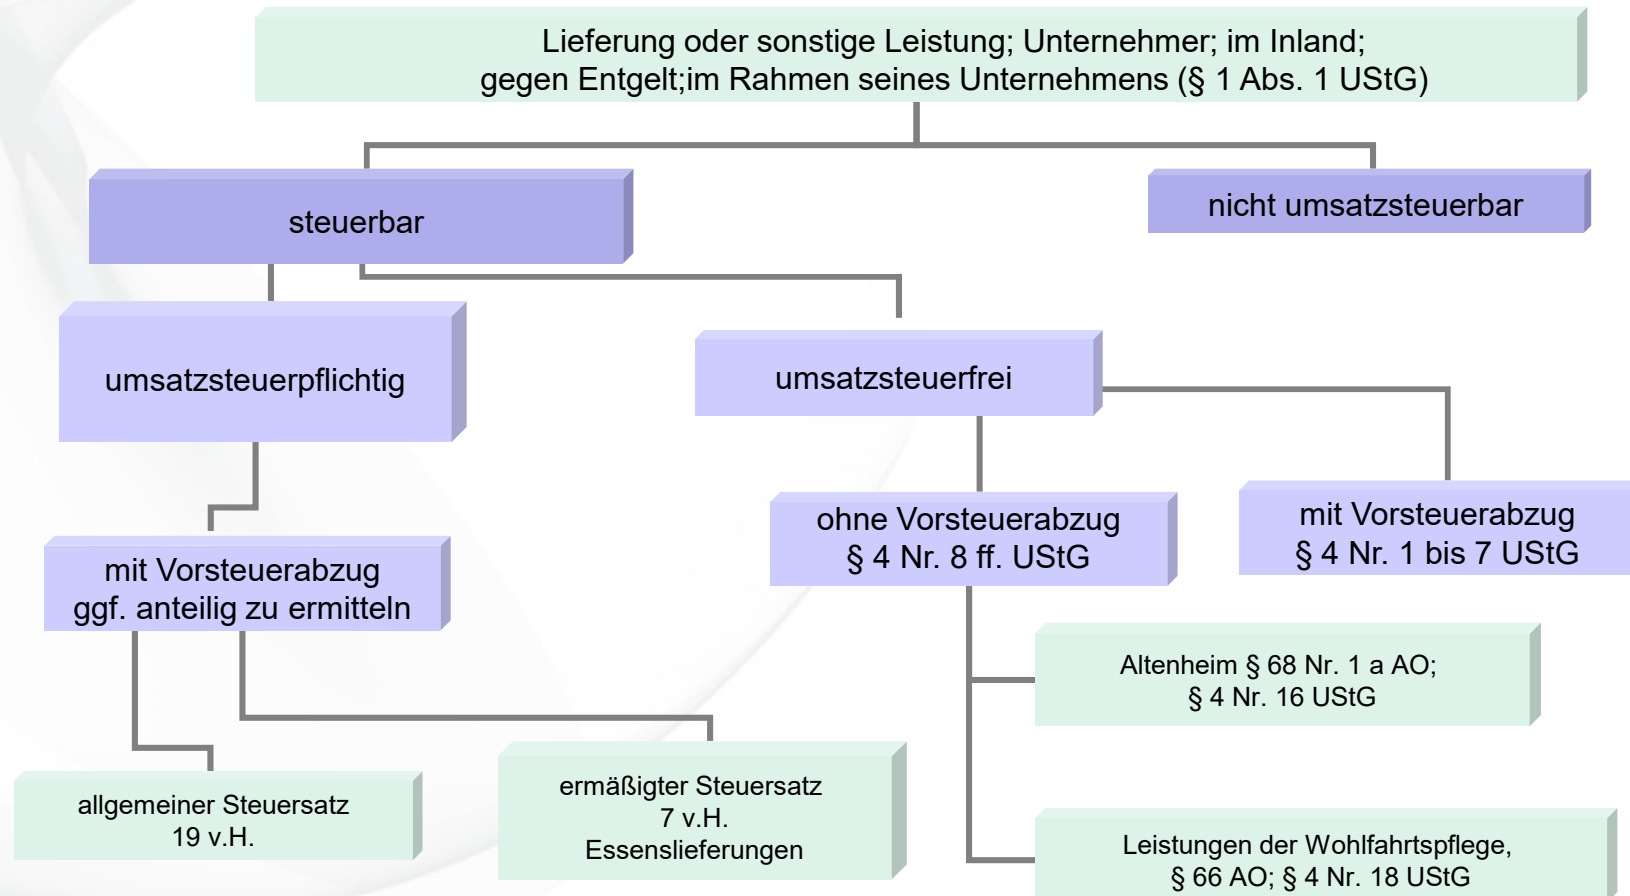 Lieferung oder sonstige Leistung; Unternehmer; im Inland;
gegen Entgelt;im Rahmen seines Unternehmens (§ 1 Abs. 1 UStG)
steuerbar
nicht umsatzsteuerbar
umsatzsteuerpflichtig
umsatzsteuerfrei
mit Vorsteuerabzug
ggf. anteilig zu ermitteln
ohne Vorsteuerabzug
§ 4 Nr. 8 ff. UStG
mit Vorsteuerabzug
§ 4 Nr. 1 bis 7 UStG
Altenheim § 68 Nr. 1 a AO;
§ 4 Nr. 16 UStG
allgemeiner Steuersatz
19 v.H.
ermäßigter Steuersatz
7 v.H.
Essenslieferungen
Leistungen der Wohlfahrtspflege,
§ 66 AO; § 4 Nr. 18 UStG